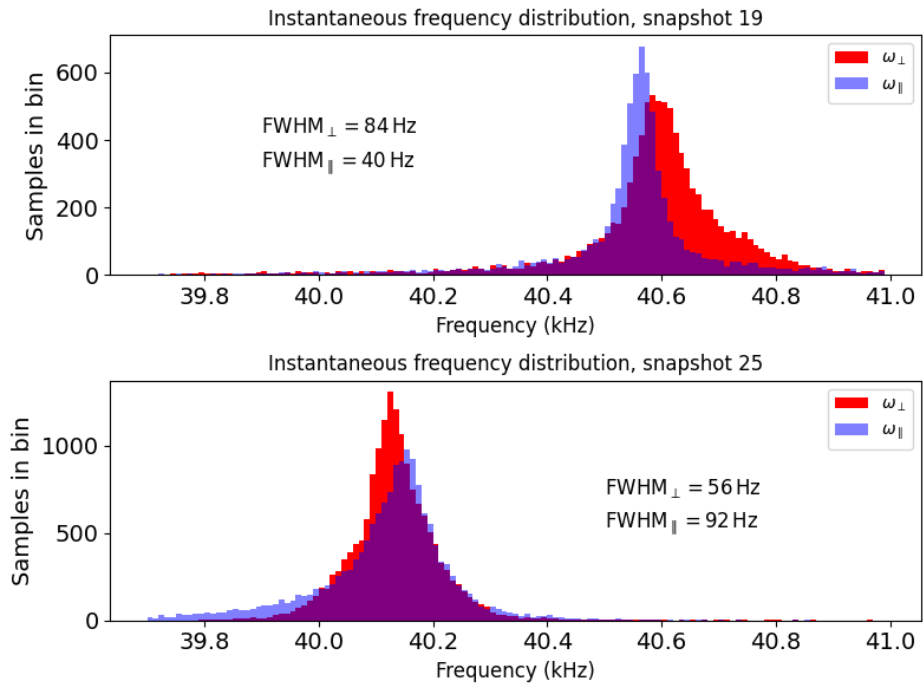 Instantaneous frequency distribution, snapshot 19
Samples in bin
600
400
200
0
FWHM⊥ = 84 Hz
FWHM∥ = 40 Hz
ω⊥
ω∥
39.8 40.0 40.2 40.4 40.6 40.8 41.0
Frequency (kHz)
Instantaneous frequency distribution, snapshot 25
Samples in bin
1000
500
0
ω⊥
ω∥
FWHM⊥ = 56 Hz
FWHM∥ = 92 Hz
39.8 40.0 40.2 40.4 40.6 40.8 41.0
Frequency (kHz)